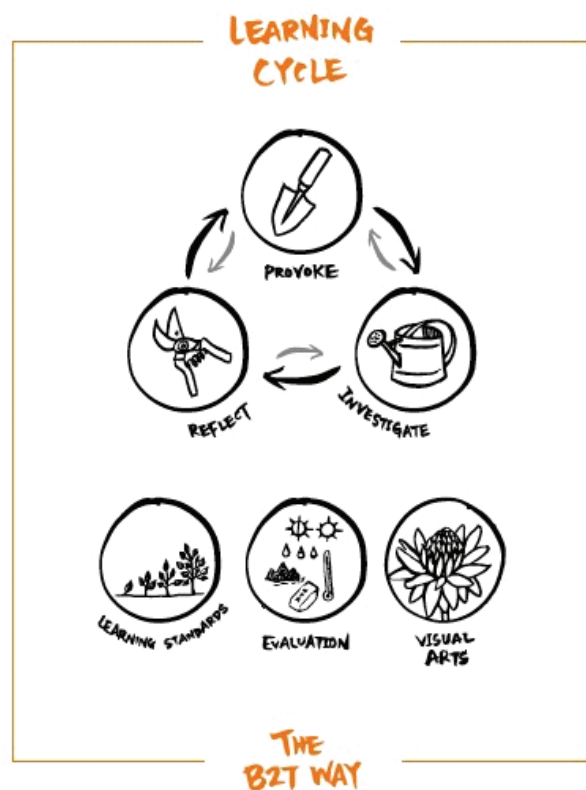 LEARNING
CYCLE
PROVOKE
REFLECT
INVESTIGATE
LEARNING STANDARDS
EVALUATION
VISUAL
ARTS
THE
B2T WAY